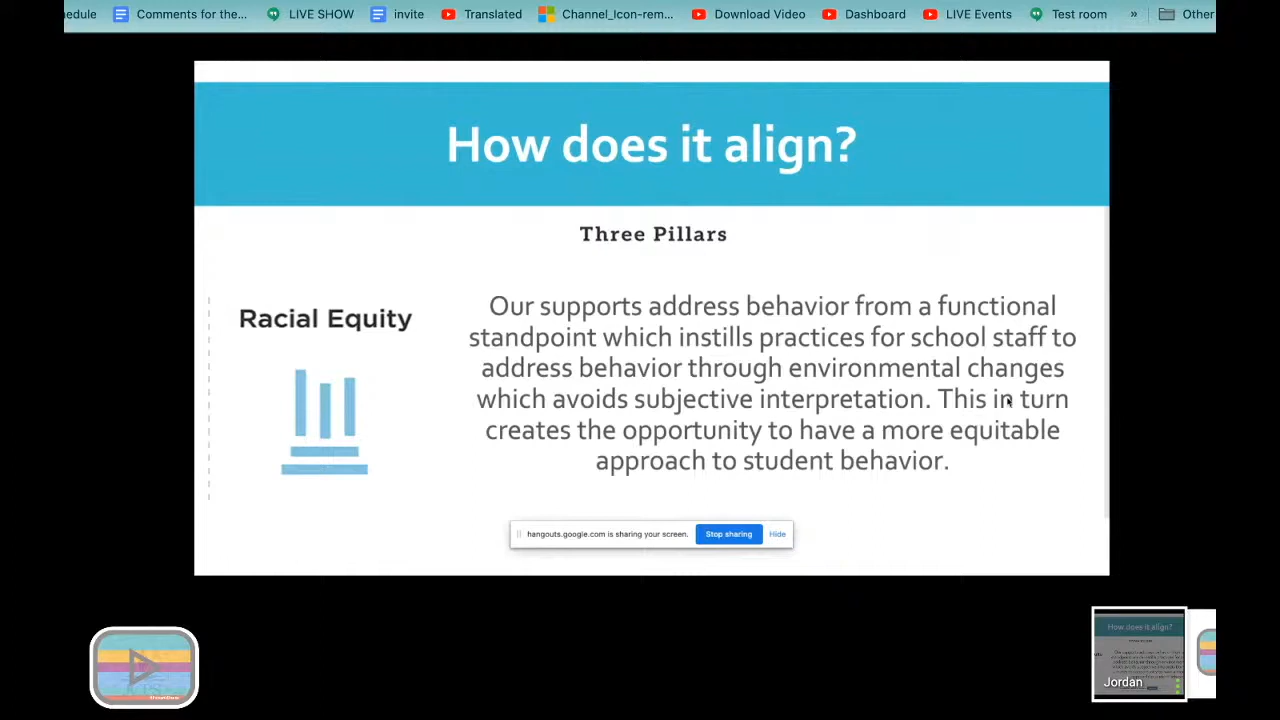 edule Comments for the... LIVE SHOW invite Translated Channel_Icon-rem... Download Video Dashboard LIVE Events Test room » Other
How does it align?
Three Pillars
Racial Equity
Our supports address behavior from a functional
standpoint which instills practices for school staff to
address behavior through environmental changes
which avoids subjective interpretation. This in turn
creates the opportunity to have a more equitable
approach to student behavior.
hangouts.google.com is sharing your screen. Stop sharing Hide
How does it align?
Jordan